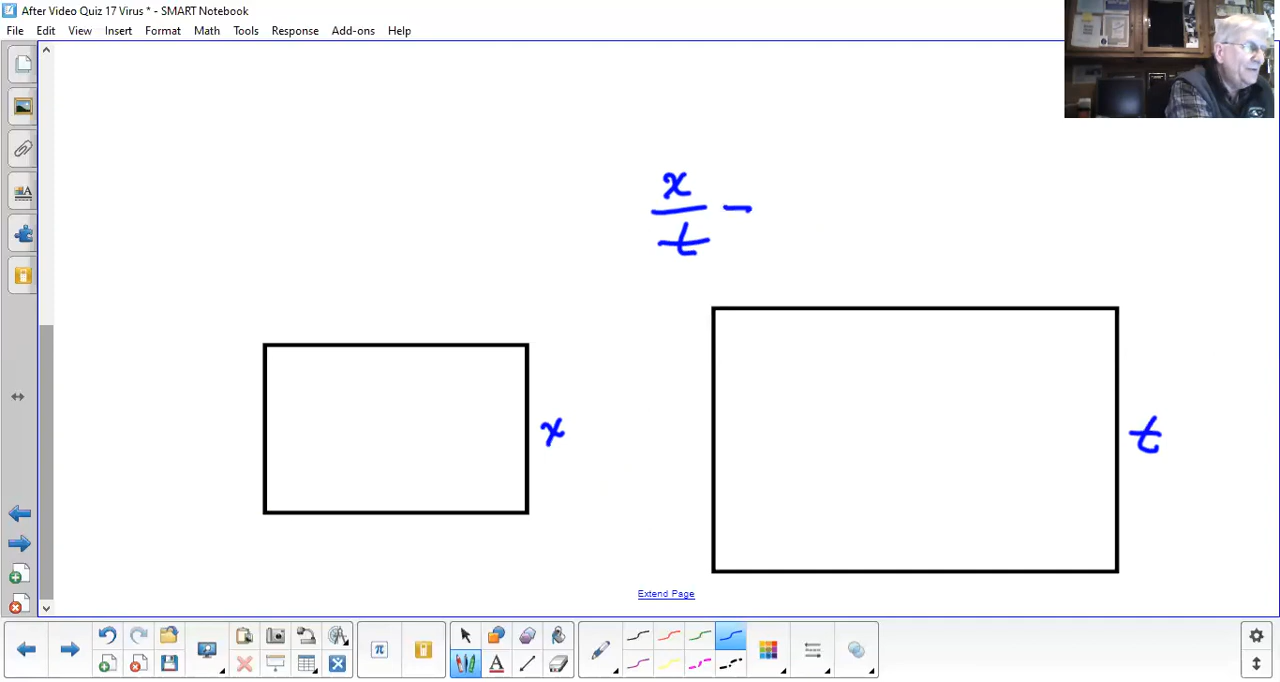 After Video Quiz 17 Virus * - SMART Notebook
File Edit View Insert Format Math Tools Response Add-ons Help
x
—
t
-
x
t
Extend Page